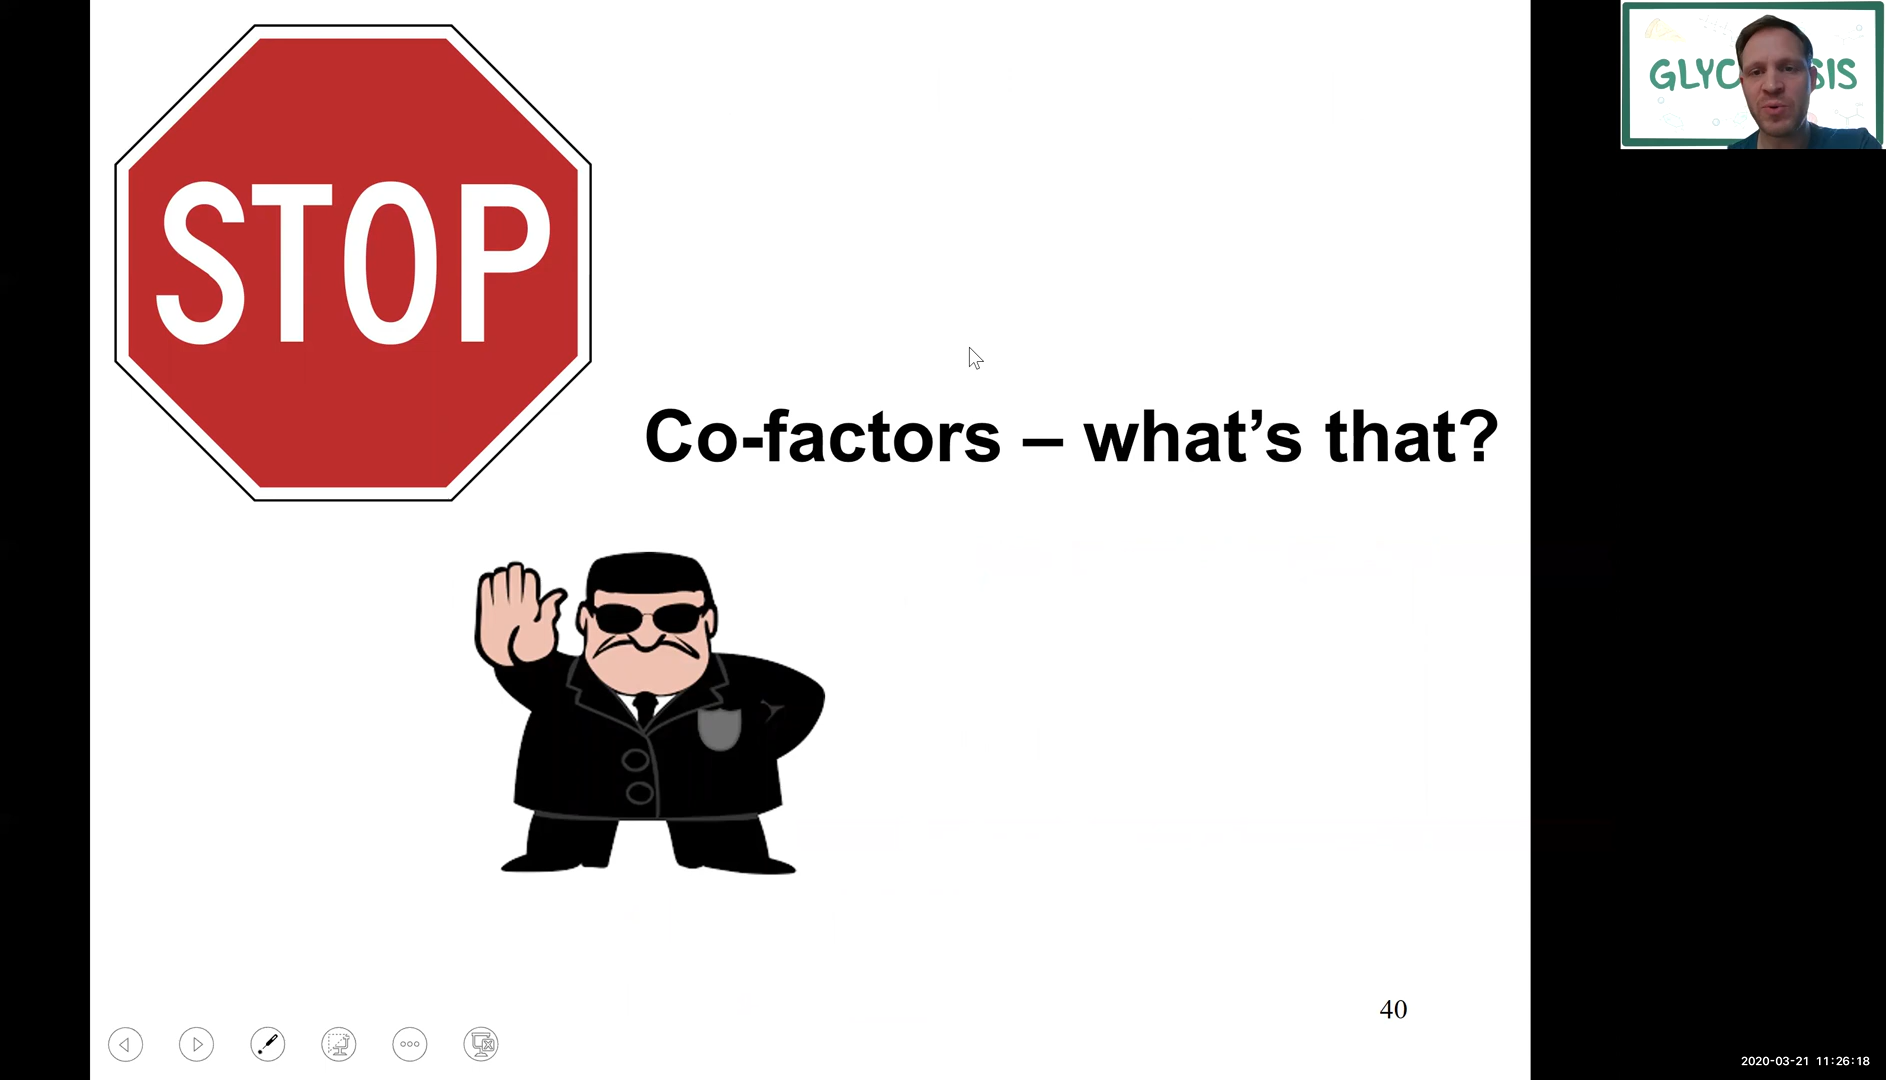 STOP
GLYC SIS
Co-factors – what’s that?
40
2020-03-21 11:26:18